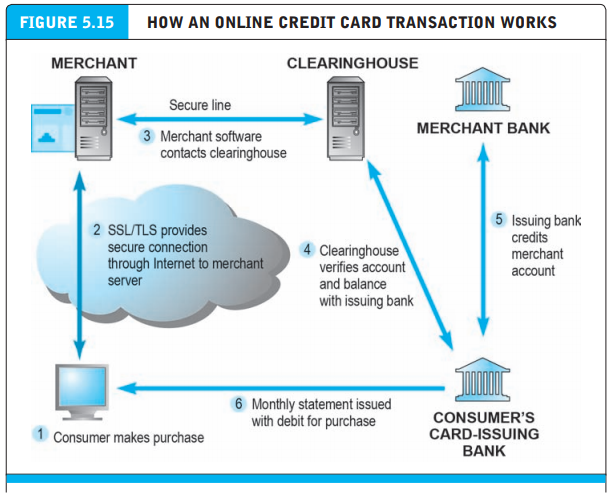 FIGURE 5.15 HOW AN ONLINE CREDIT CARD TRANSACTION WORKS
MERCHANT
CLEARINGHOUSE
Secure line
MERCHANT BANK
3 Merchant software
contacts clearinghouse
2 SSL/TLS provides
secure connection
through Internet to merchant
server
4 Clearinghouse
verifies account
and balance
with issuing bank
5 Issuing bank
credits
merchant
account
6 Monthly statement issued
with debit for purchase
1 Consumer makes purchase
CONSUMER'S
CARD-ISSUING
BANK